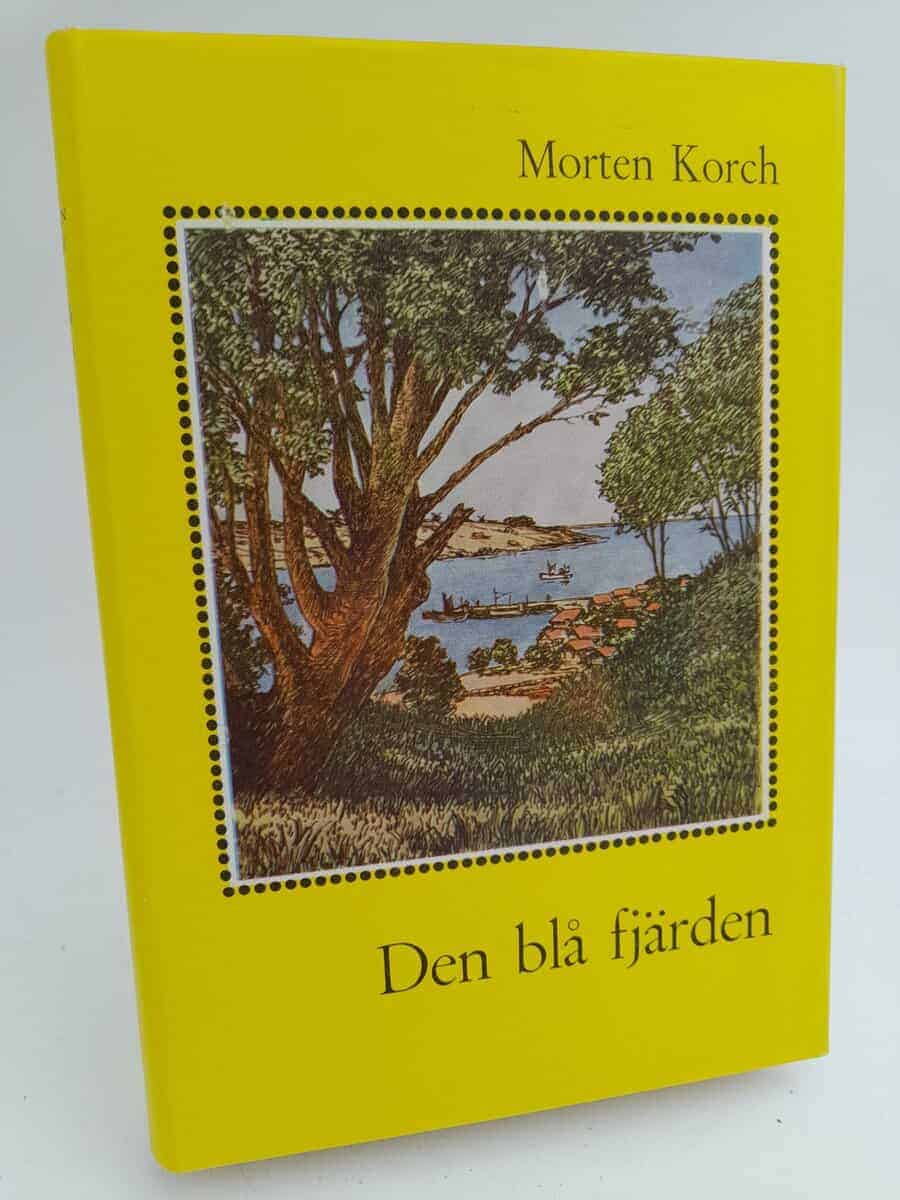 Morten Korch
Den blå fjärden